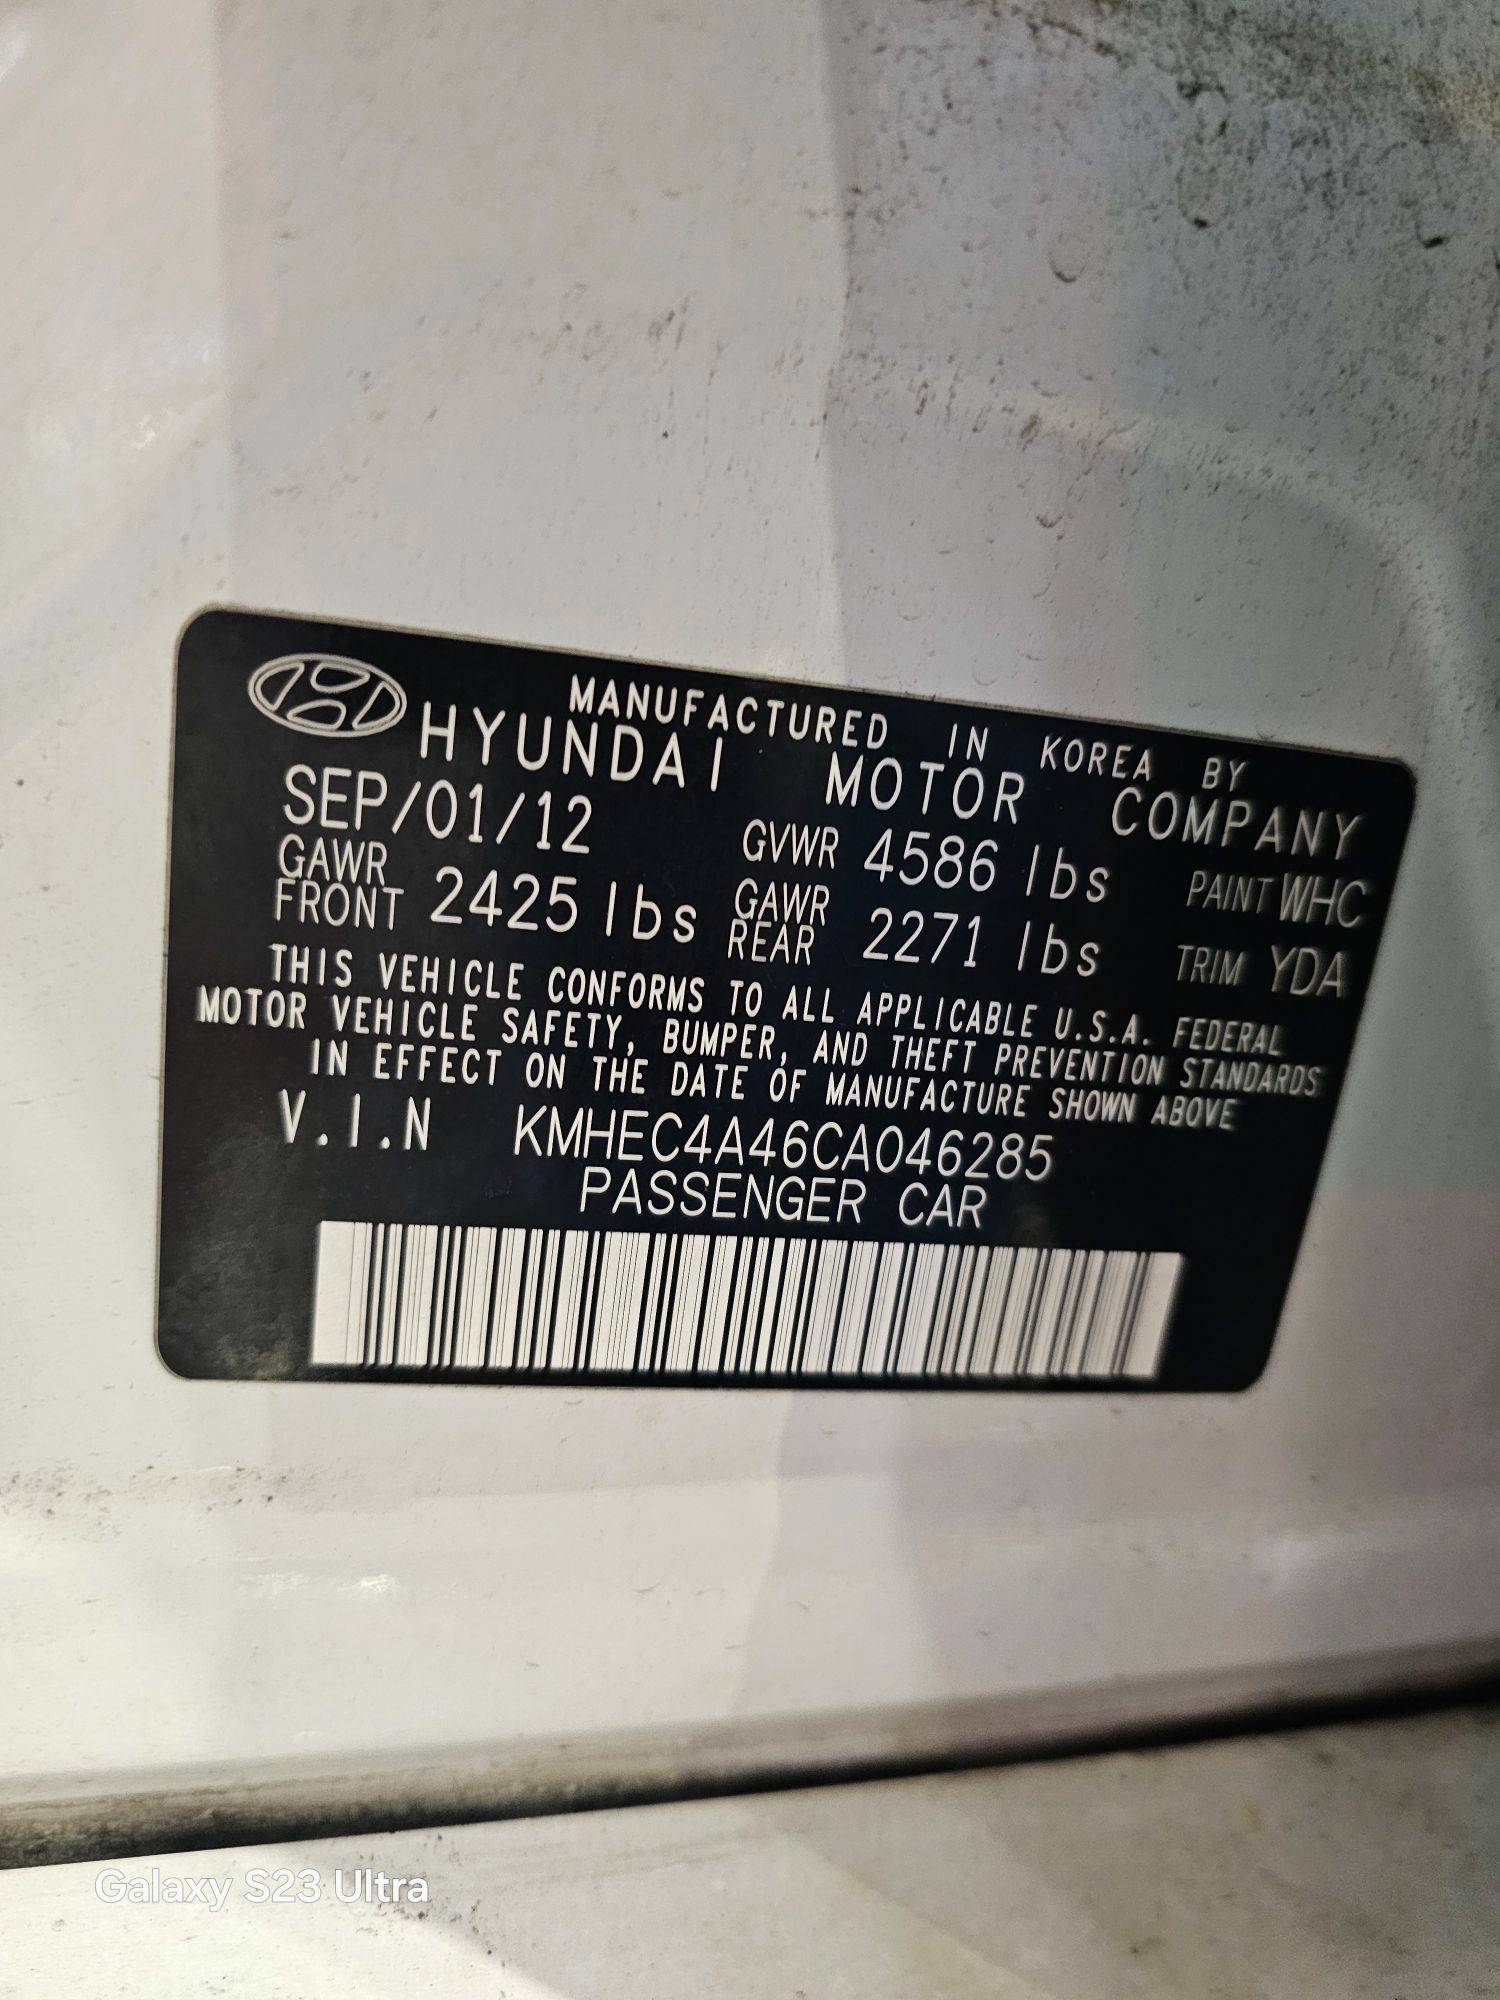 MANUFACTURED IN KOREA BY
HYUNDAI MOTOR COMPANY
SEP/01/12 GVWR 4586 lbs PAINT WHC
GAWR FRONT 2425 lbs GAWR REAR 2271 lbs TRIM YDA
THIS VEHICLE CONFORMS TO ALL APPLICABLE U.S.A. FEDERAL
MOTOR VEHICLE SAFETY, BUMPER, AND THEFT PREVENTION STANDARDS
IN EFFECT ON THE DATE OF MANUFACTURE SHOWN ABOVE
V.I.N KMHEC4A46CA046285
PASSENGER CAR
Galaxy S23 Ultra